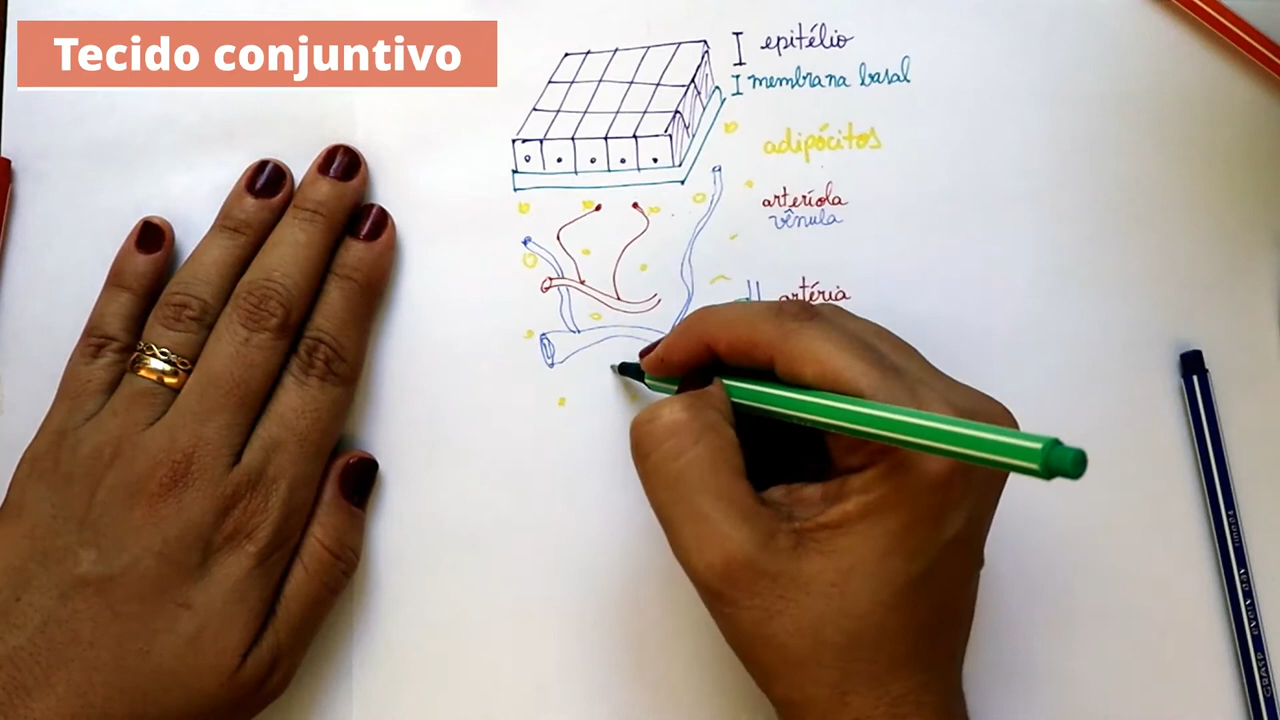 Tecido conjuntivo
epitélio
membrana basal
adipócitos
arteríola
vênula
artéria